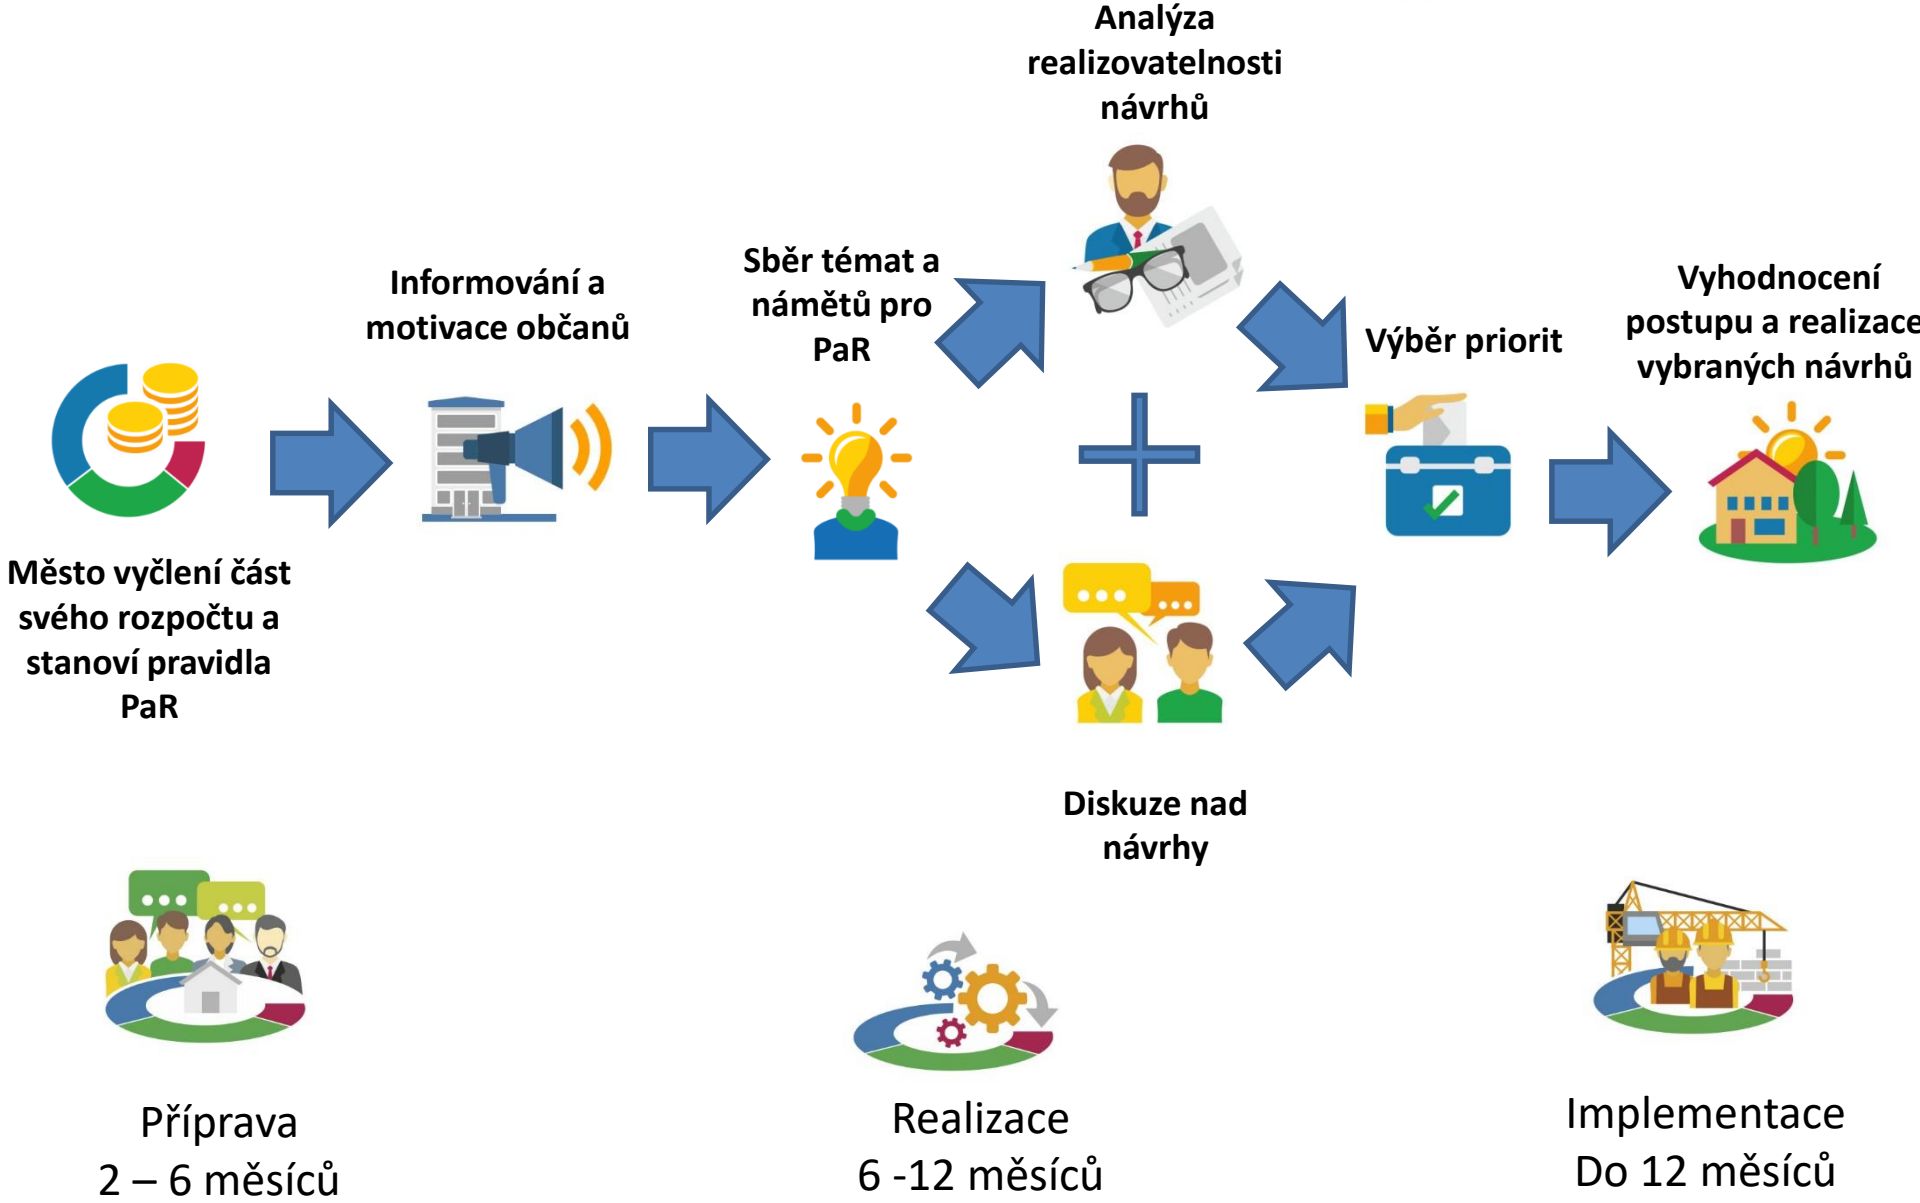 Analýza
realizovatelnosti
návrhů
Město vyčlení část
svého rozpočtu a
stanoví pravidla
PaR
Informování a
motivace občanů
Sběr témat a
námětů pro
PaR
Diskuze nad
návrhy
Výběr priorit
Vyhodnocení
postupu a realizace
vybraných návrhů
Příprava
2 – 6 měsíců
Realizace
6 -12 měsíců
Implementace
Do 12 měsíců